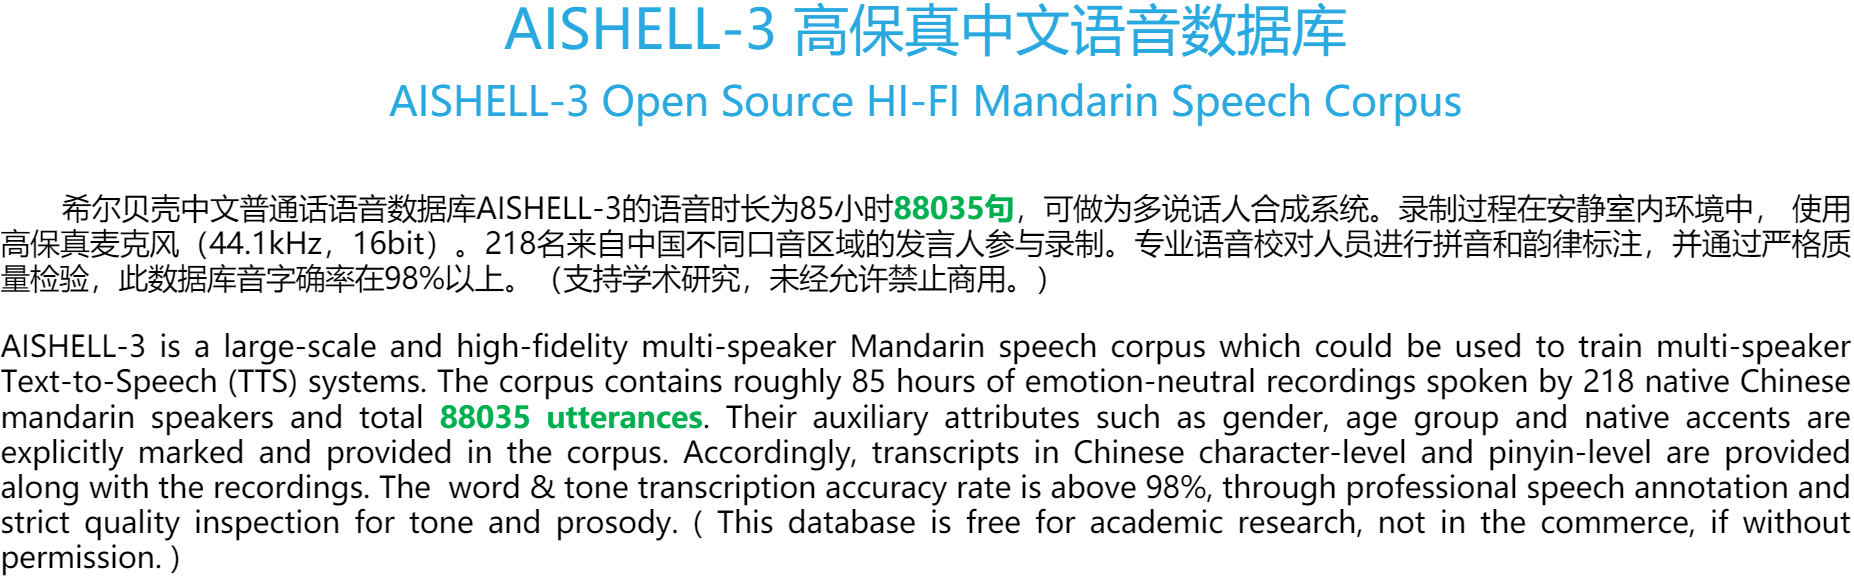 AISHELL-3 高保真中文语音数据库
AISHELL-3 Open Source HI-FI Mandarin Speech Corpus
希尔贝壳中文普通话语音数据库AISHELL-3的语音时长为85小时88035句，可做为多说话人合成系统。录制过程在安静室内环境中， 使用
高保真麦克风（44.1kHz，16bit）。218名来自中国不同口音区域的发言人参与录制。专业语音校对人员进行拼音和韵律标注，并通过严格质
量检验，此数据库音字确率在98%以上。（支持学术研究，未经允许禁止商用。）
AISHELL-3 is a large-scale and high-fidelity multi-speaker Mandarin speech corpus which could be used to train multi-speaker
Text-to-Speech (TTS) systems. The corpus contains roughly 85 hours of emotion-neutral recordings spoken by 218 native Chinese
mandarin speakers and total 88035 utterances. Their auxiliary attributes such as gender, age group and native accents are
explicitly marked and provided in the corpus. Accordingly, transcripts in Chinese character-level and pinyin-level are provided
along with the recordings. The  word & tone transcription accuracy rate is above 98%, through professional speech annotation and
strict quality inspection for tone and prosody. ( This database is free for academic research, not in the commerce, if without
permission. )